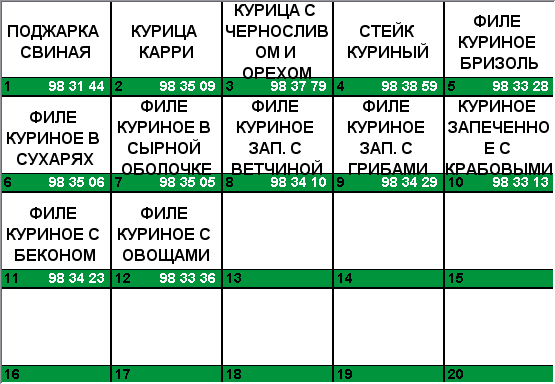 ПОДЖАРКА
СВИНАЯ
1 98 31 44
КУРИЦА
КАРРИ
2 98 35 09
КУРИЦА С
ЧЕРНОСЛИВ
ОМ И
ОРЕХОМ
3 98 37 79
СТЕЙК
КУРИНЫЙ
4 98 38 59
ФИЛЕ
КУРИНОЕ
БРИЗОЛЬ
5 98 33 28
ФИЛЕ
КУРИНОЕ В
СУХАРЯХ
6 98 35 06
ФИЛЕ
КУРИНОЕ В
СЫРНОЙ
ОБОЛОЧКЕ
7 98 35 05
ФИЛЕ
КУРИНОЕ
ЗАП. С
ВЕТЧИНОЙ
8 98 34 10
ФИЛЕ
КУРИНОЕ
ЗАП. С
ГРИБАМИ
9 98 34 29
КУРИНОЕ
ЗАПЕЧЕННО
Е С
КРАБОВЫМИ
10 98 33 13
ФИЛЕ
КУРИНОЕ С
БЕКОНОМ
11 98 34 23
ФИЛЕ
КУРИНОЕ С
ОВОЩАМИ
12 98 33 36
13
14
15
16
17
18
19
20